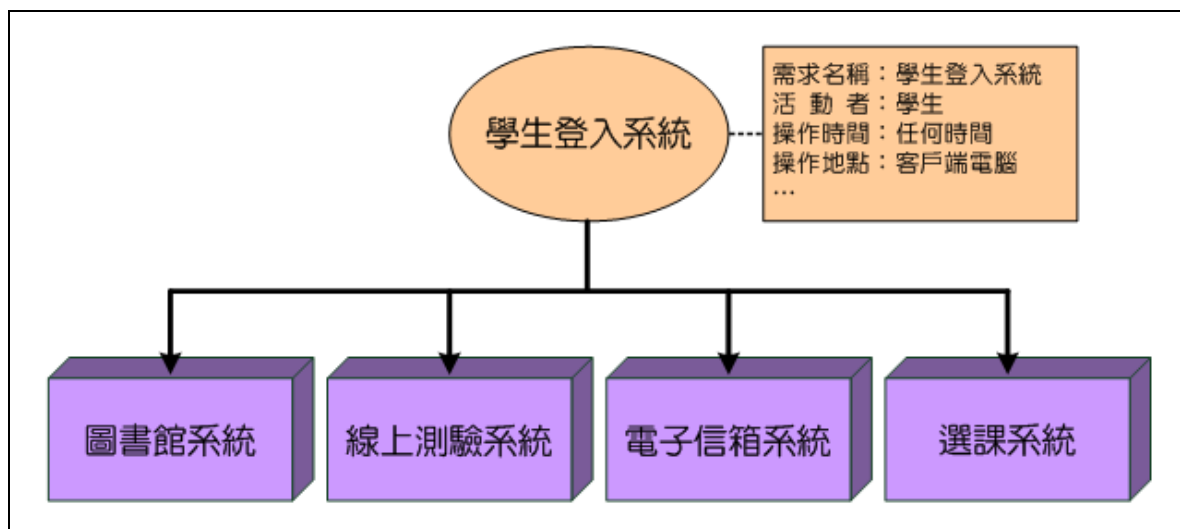 學生登入系統
需求名稱：學生登入系統
活 動 者：學生
操作時間：任何時間
操作地點：客戶端電腦
…
圖書館系統
線上測驗系統
電子信箱系統
選課系統